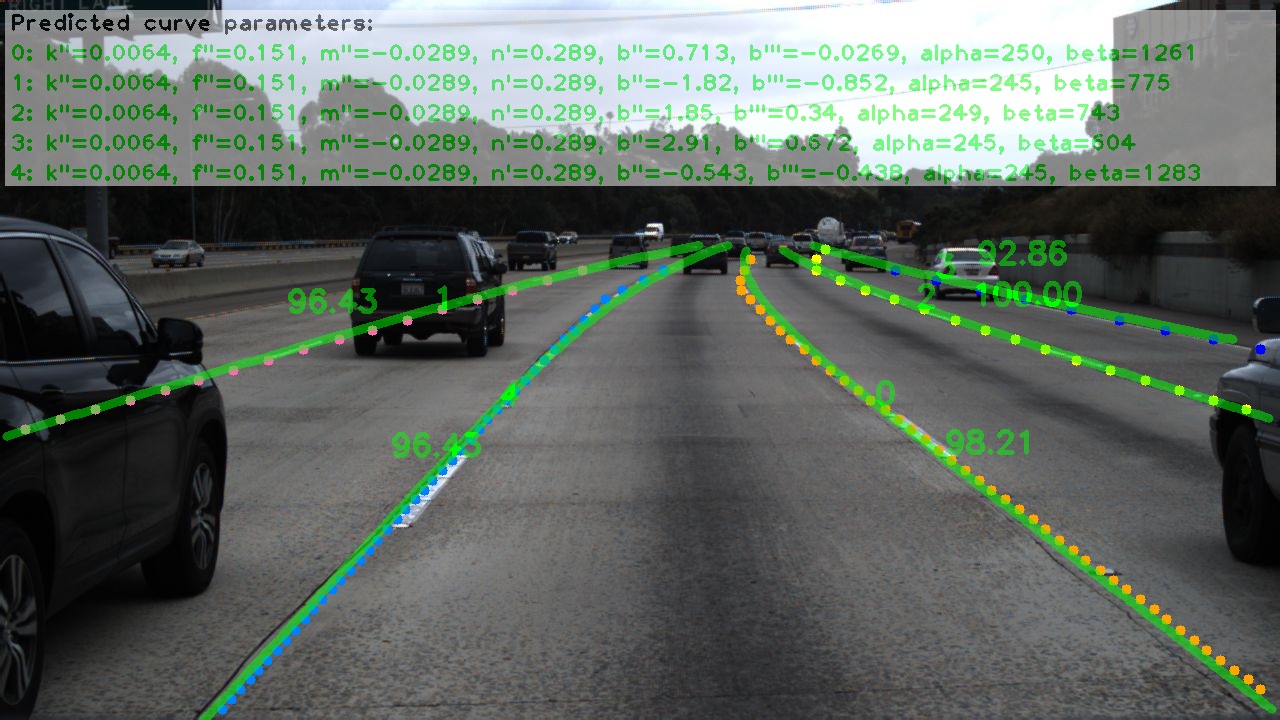 RIGHT LANE
Predicted curve parameters:
0: k''=0.0064, f''=0.151, m''=-0.0289, n'=0.289, b''=0.713, b'''=-0.0269, alpha=250, beta=1261
1: k''=0.0064, f''=0.151, m''=-0.0289, n'=0.289, b''=-1.82, b'''=-0.852, alpha=245, beta=775
2: k''=0.0064, f''=0.151, m''=-0.0289, n'=0.289, b''=1.85, b'''=0.34, alpha=249, beta=743
3: k''=0.0064, f''=0.151, m''=-0.0289, n'=0.289, b''=2.91, b'''=0.672, alpha=245, beta=604
4: k''=0.0064, f''=0.151, m''=-0.0289, n'=0.289, b''=-0.543, b'''=-0.438, alpha=245, beta=1283
92.86
96.43 1
2 100.00
0
96.43
98.21